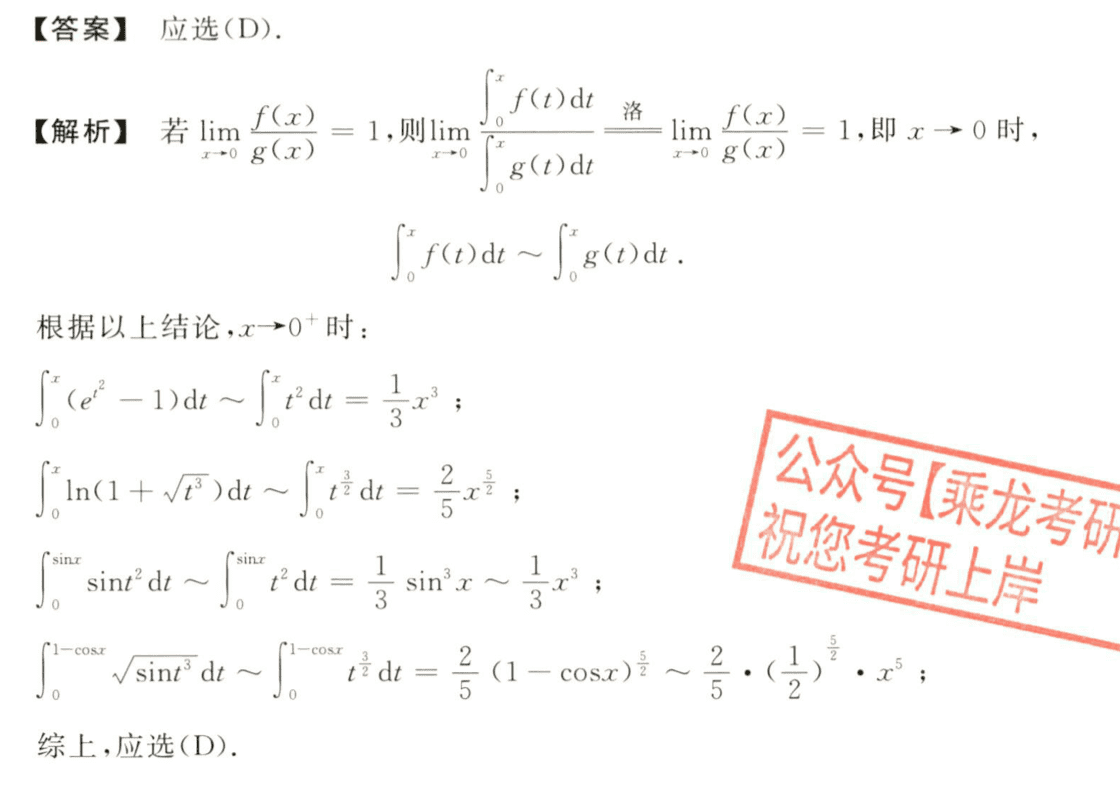 【答案】 应选(D).
【解析】 若 $\lim_{x \to 0} \frac{f(x)}{g(x)} = 1$,则$\lim_{x \to 0} \frac{\int_0^x f(t)\mathrm{d}t}{\int_0^x g(t)\mathrm{d}t} \overset{洛}{=\!=\!=} \lim_{x \to 0} \frac{f(x)}{g(x)} = 1$,即 $x \to 0$ 时,
$\int_0^x f(t)\mathrm{d}t \sim \int_0^x g(t)\mathrm{d}t$ .
根据以上结论,$x \to 0^+$ 时:
$\int_0^x (e^{t^2} - 1)\mathrm{d}t \sim \int_0^x t^2 \mathrm{d}t = \frac{1}{3}x^3$ ;
$\int_0^x \ln(1 + \sqrt{t^3})\mathrm{d}t \sim \int_0^x t^{\frac{3}{2}} \mathrm{d}t = \frac{2}{5}x^{\frac{5}{2}}$ ;
$\int_0^{\sin x} \sin t^2 \mathrm{d}t \sim \int_0^{\sin x} t^2 \mathrm{d}t = \frac{1}{3} \sin^3 x \sim \frac{1}{3}x^3$ ;
$\int_0^{1-\cos x} \sqrt{\sin t^3} \mathrm{d}t \sim \int_0^{1-\cos x} t^{\frac{3}{2}} \mathrm{d}t = \frac{2}{5} (1 - \cos x)^{\frac{5}{2}} \sim \frac{2}{5} \cdot (\frac{1}{2})^{\frac{5}{2}} \cdot x^5$ ;
综上,应选(D).
公众号【乘龙考研
祝您考研上岸